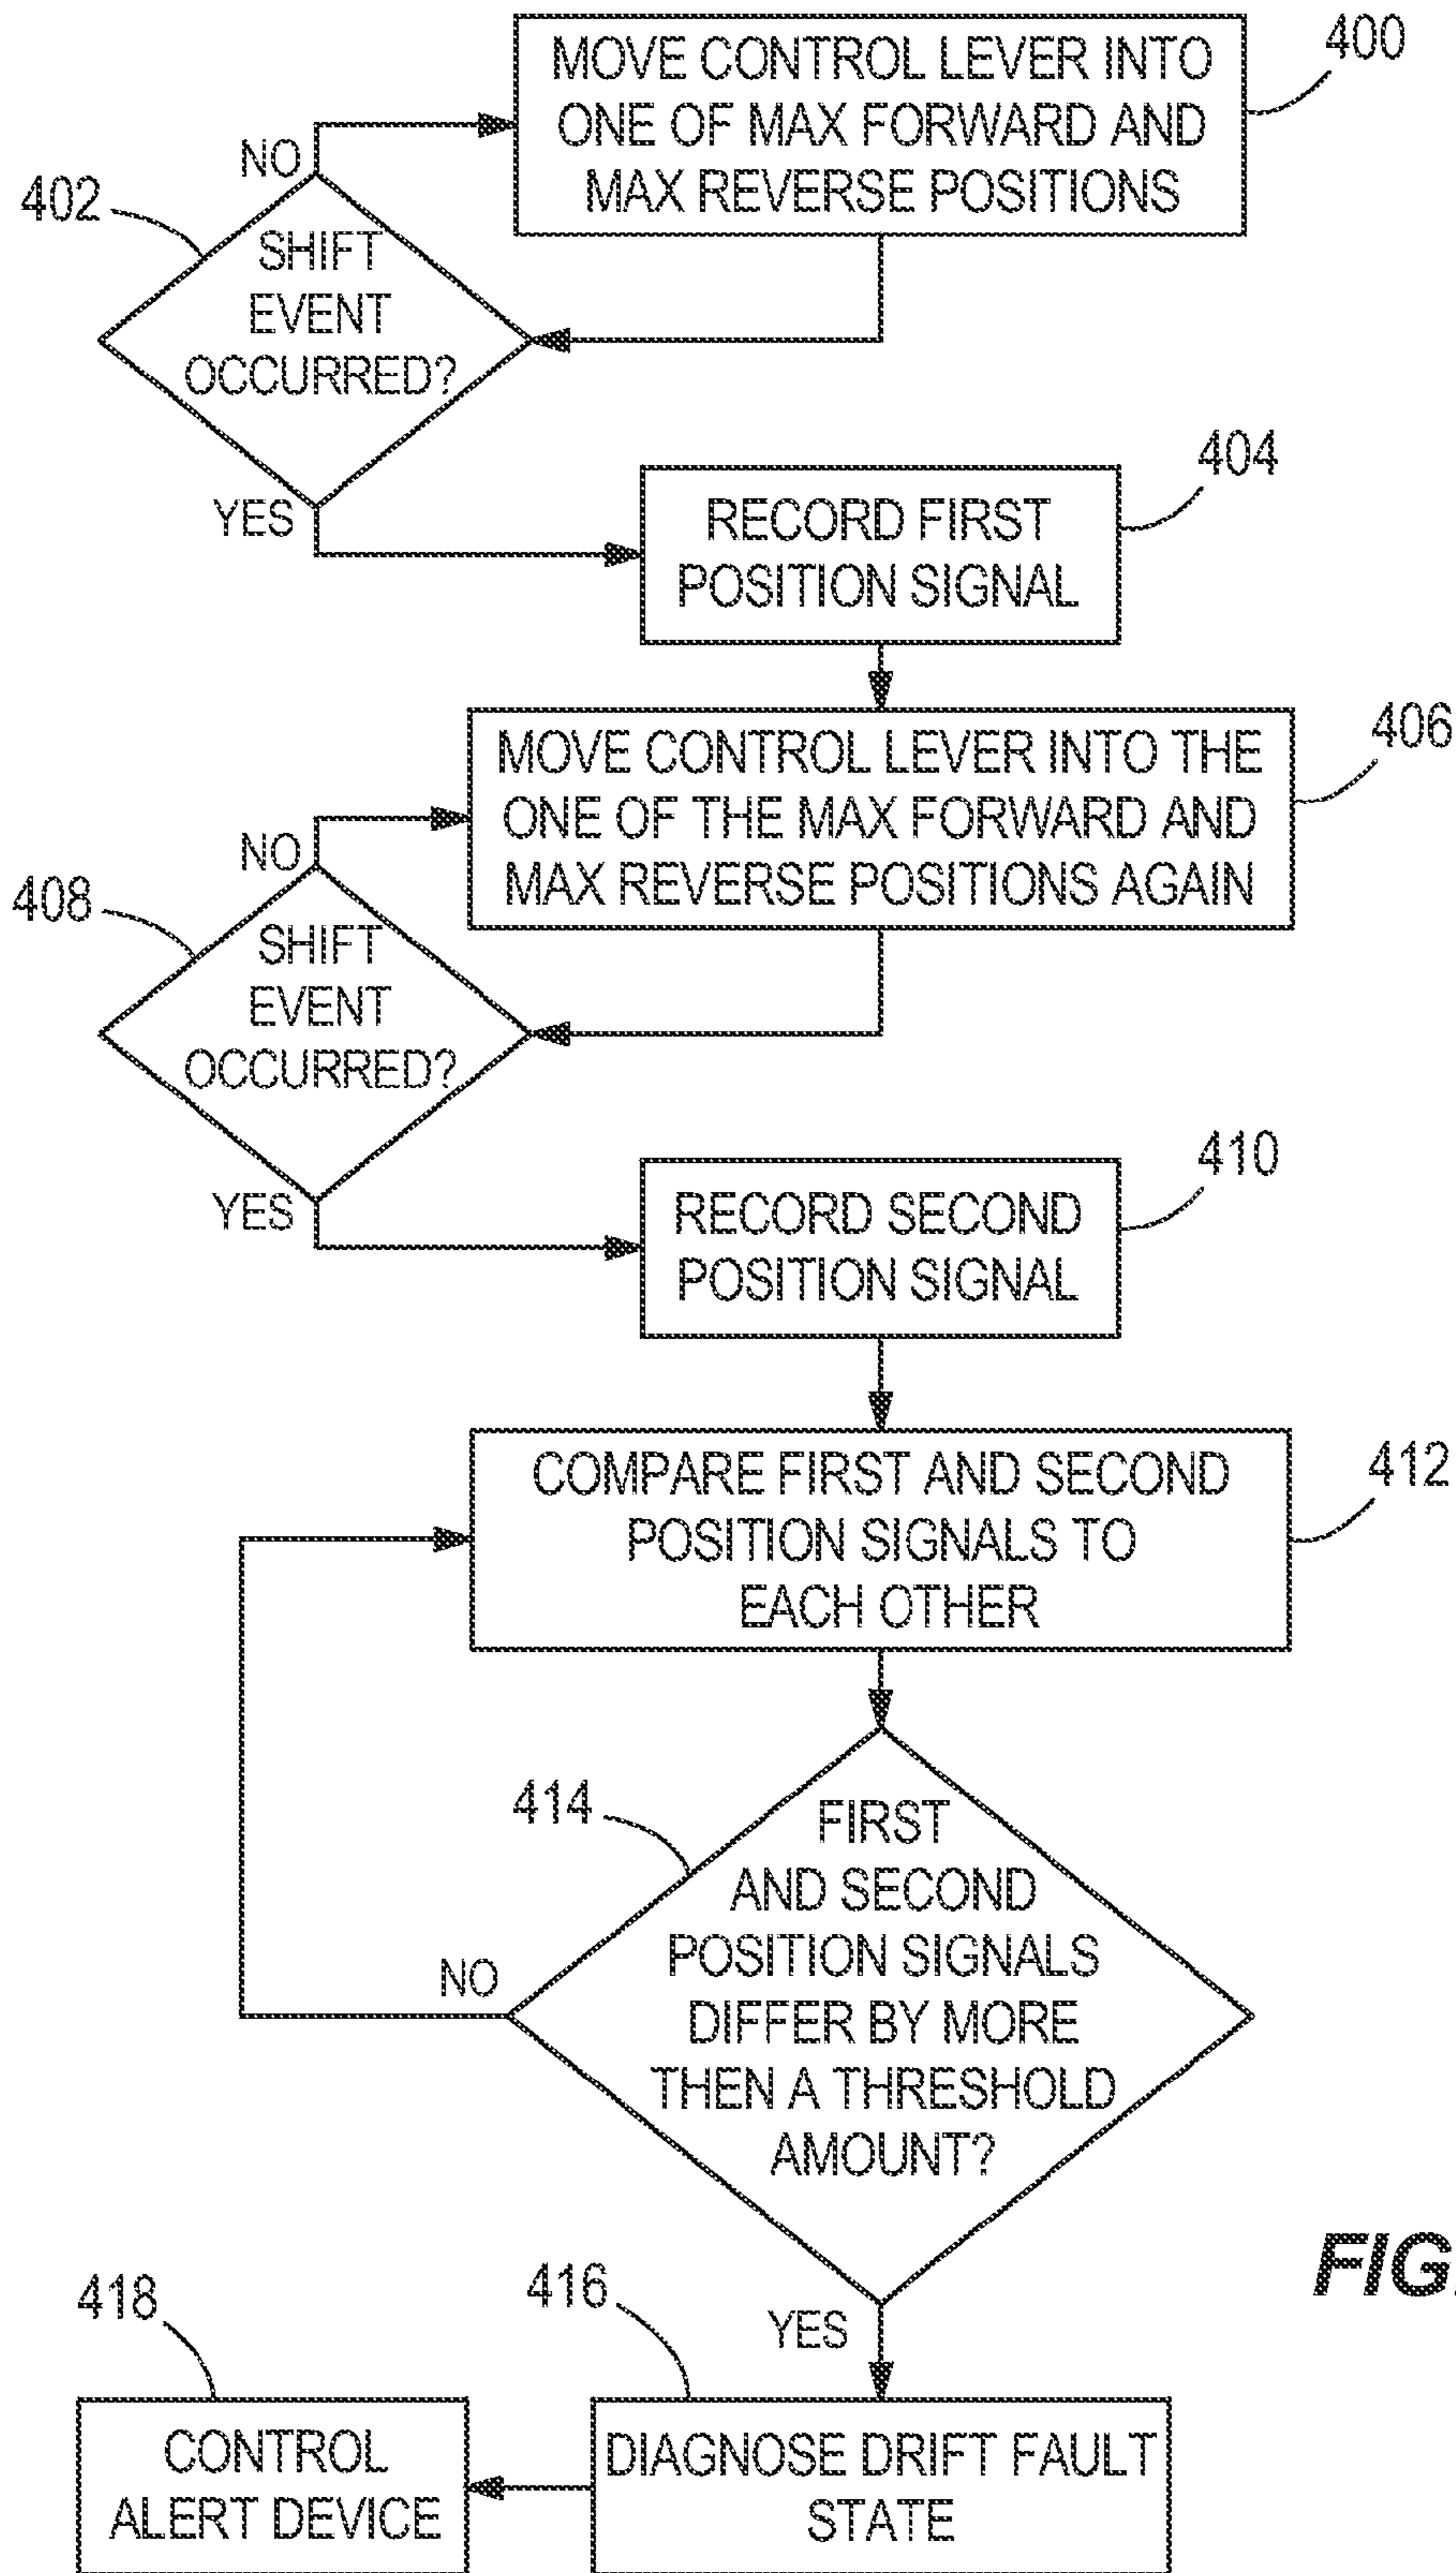 MOVE CONTROL LEVER INTO
ONE OF MAX FORWARD AND
MAX REVERSE POSITIONS
400
NO
402
SHIFT
EVENT
OCCURRED?
YES
RECORD FIRST
POSITION SIGNAL
404
MOVE CONTROL LEVER INTO THE
ONE OF THE MAX FORWARD AND
MAX REVERSE POSITIONS AGAIN
406
NO
408
SHIFT
EVENT
OCCURRED?
YES
RECORD SECOND
POSITION SIGNAL
410
COMPARE FIRST AND SECOND
POSITION SIGNALS TO
EACH OTHER
412
414
FIRST
AND SECOND
POSITION SIGNALS
DIFFER BY MORE
THEN A THRESHOLD
AMOUNT?
NO
YES
FIG.
418
CONTROL
ALERT DEVICE
416
DIAGNOSE DRIFT FAULT
STATE